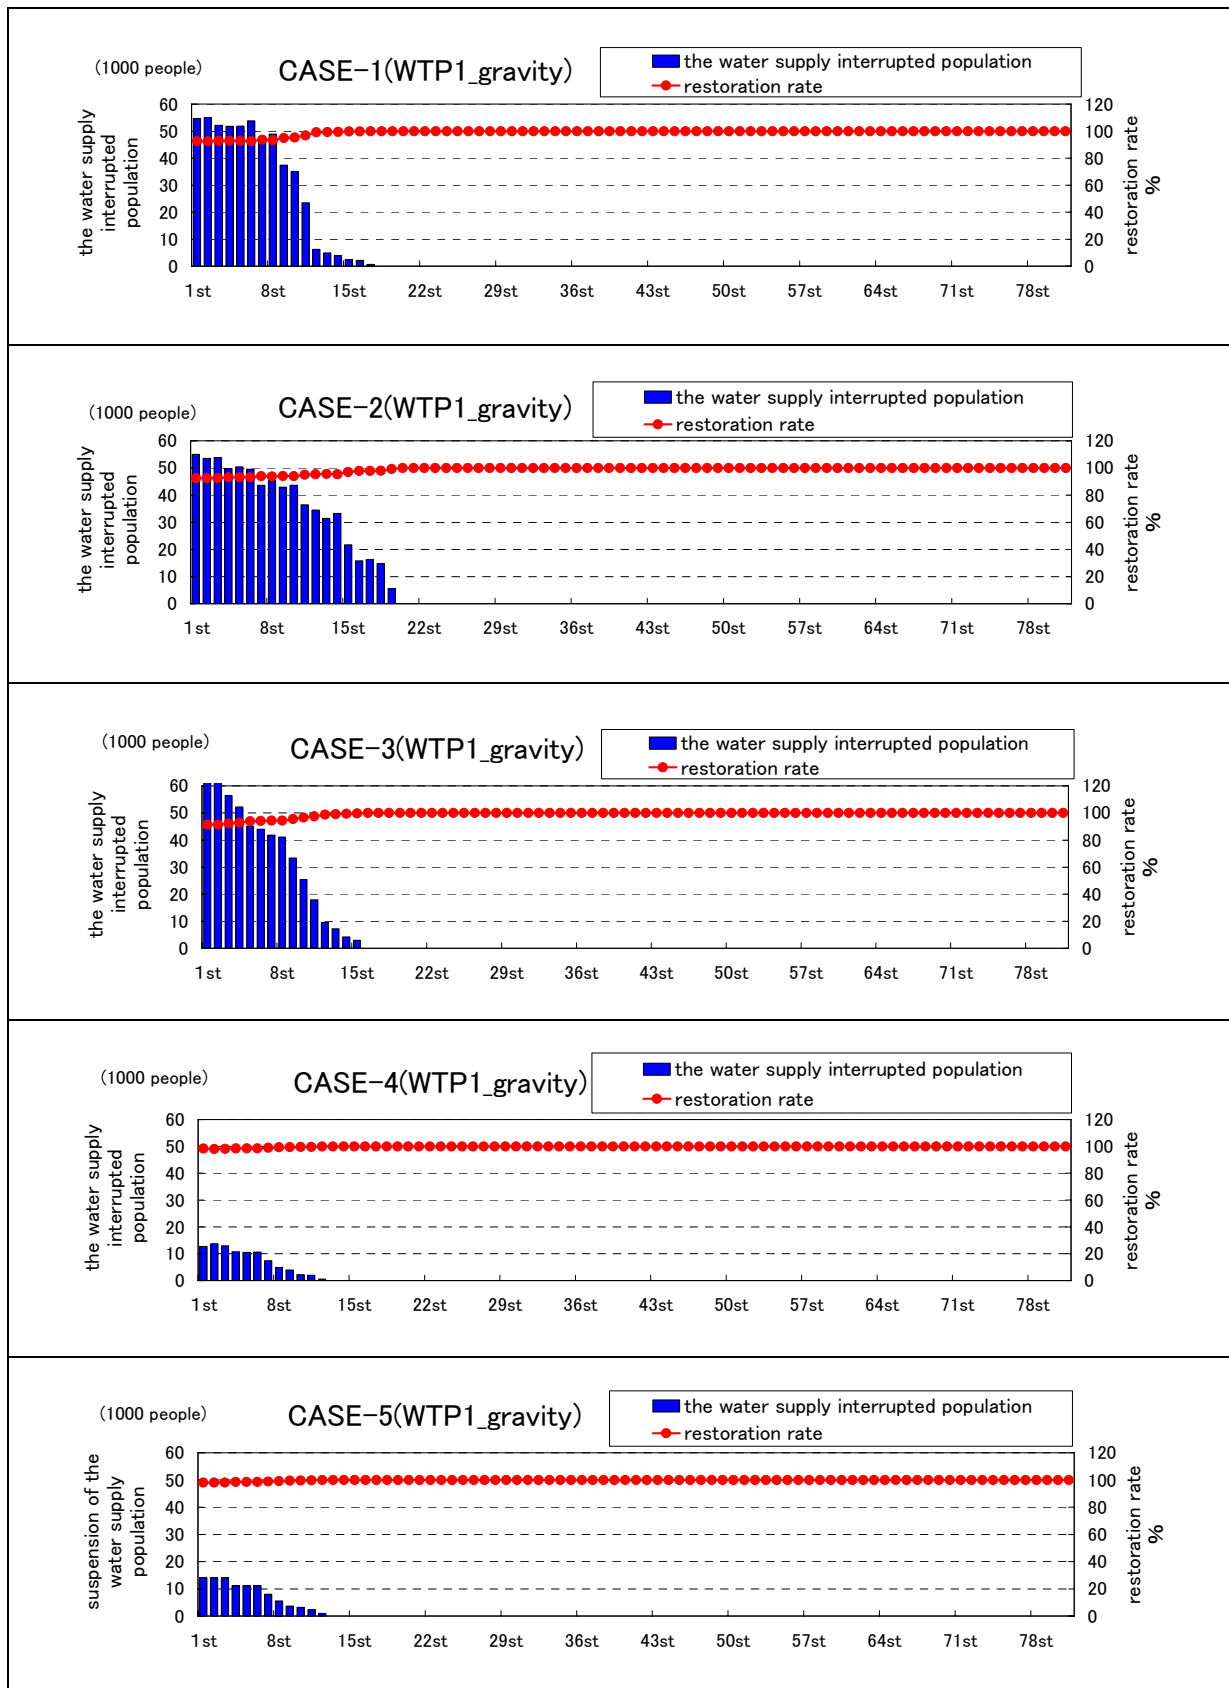 (1000 people)
CASE-1(WTP1_gravity)
the water supply interrupted population
restoration rate
the water supply
interrupted
population
60
50
40
30
20
10
0
120
100
80
60
40
20
0
restoration rate
%
1st 8st 15st 22st 29st 36st 43st 50st 57st 64st 71st 78st
(1000 people)
CASE-2(WTP1_gravity)
the water supply interrupted population
restoration rate
the water supply
interrupted
population
60
50
40
30
20
10
0
120
100
80
60
40
20
0
restoration rate
%
1st 8st 15st 22st 29st 36st 43st 50st 57st 64st 71st 78st
(1000 people)
CASE-3(WTP1_gravity)
the water supply interrupted population
restoration rate
the water supply
interrupted
population
60
50
40
30
20
10
0
120
100
80
60
40
20
0
restoration rate
%
1st 8st 15st 22st 29st 36st 43st 50st 57st 64st 71st 78st
(1000 people)
CASE-4(WTP1_gravity)
the water supply interrupted population
restoration rate
the water supply
interrupted
population
60
50
40
30
20
10
0
120
100
80
60
40
20
0
restoration rate
%
1st 8st 15st 22st 29st 36st 43st 50st 57st 64st 71st 78st
(1000 people)
CASE-5(WTP1_gravity)
the water supply interrupted population
restoration rate
suspension of the
water supply
population
60
50
40
30
20
10
0
120
100
80
60
40
20
0
restoration rate
%
1st 8st 15st 22st 29st 36st 43st 50st 57st 64st 71st 78st